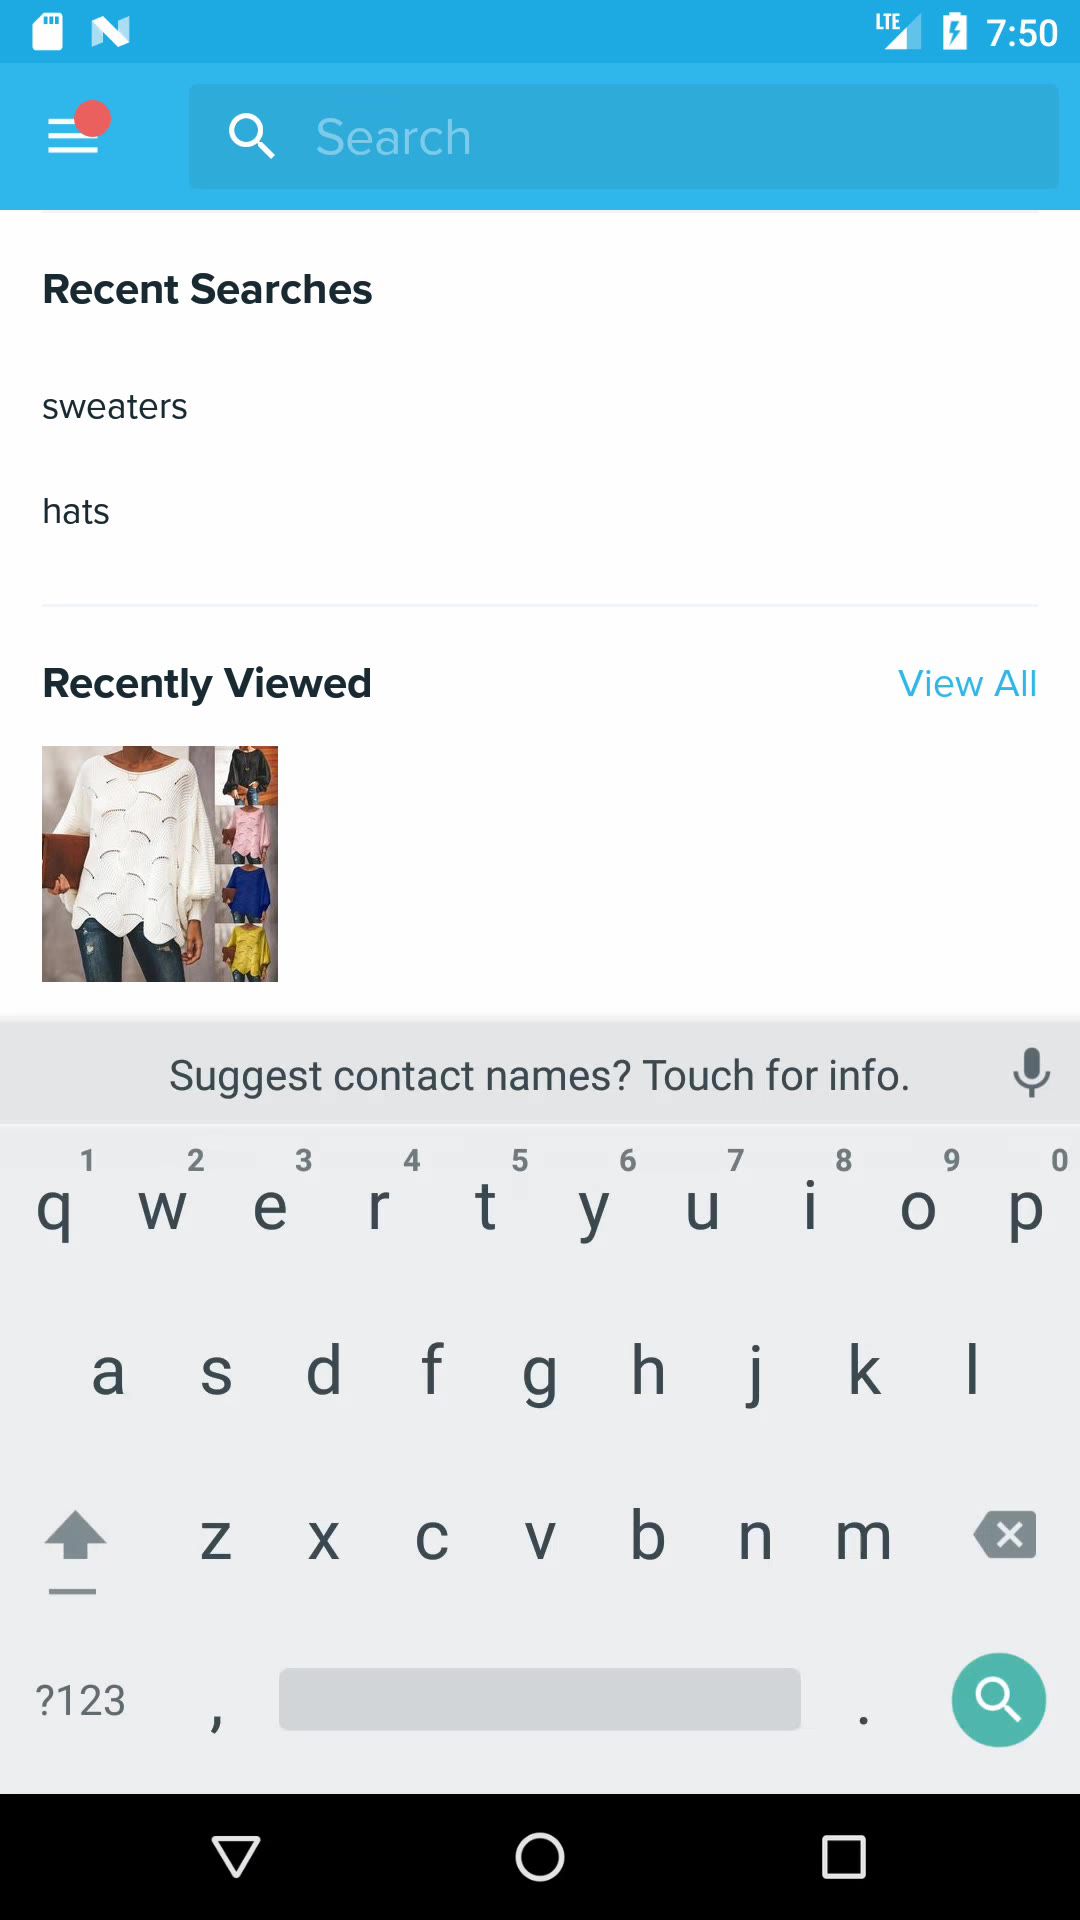 LTE 7:50
Search
Recent Searches
sweaters
hats
Recently Viewed View All
Suggest contact names? Touch for info.
1 2 3 4 5 6 7 8 9 0
q w e r t y u i o p
a s d f g h j k l
z x c v b n m
?123 , .